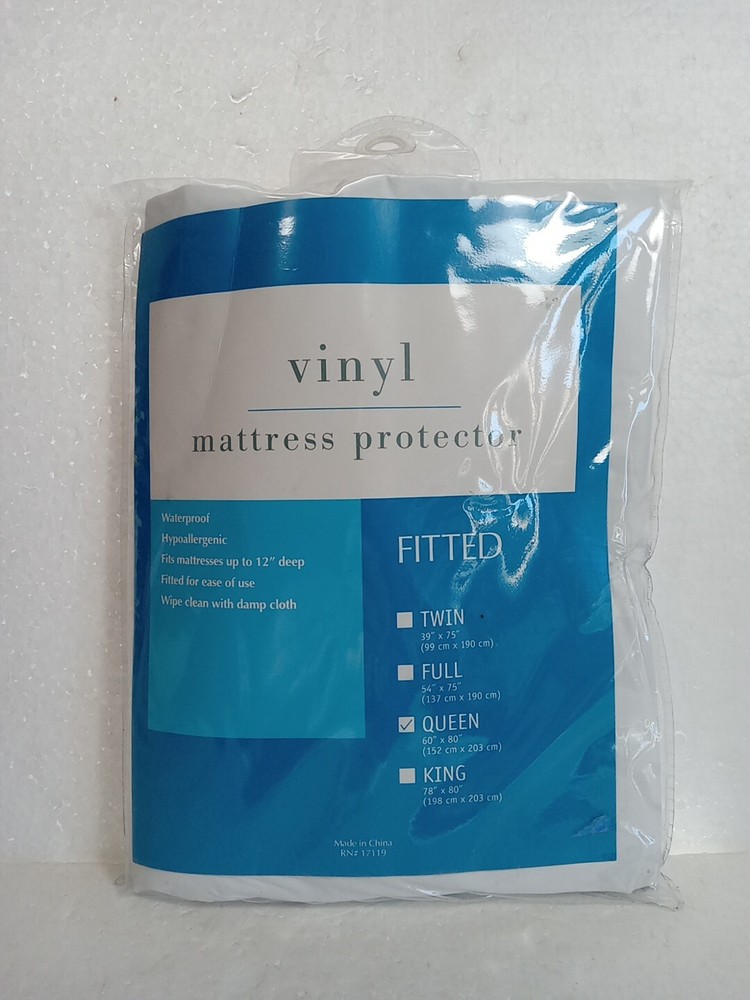 vinyl
mattress protector
Waterproof
Hypoallergenic
Fits mattresses up to 12" deep
Fitted for ease of use
Wipe clean with damp cloth
FITTED
TWIN
39" x 75"
(99 cm x 190 cm)
FULL
54" x 75"
(137 cm x 190 cm)
QUEEN
60" x 80"
(152 cm x 203 cm)
KING
78" x 80"
(198 cm x 203 cm)
Made in China
RN# 17119